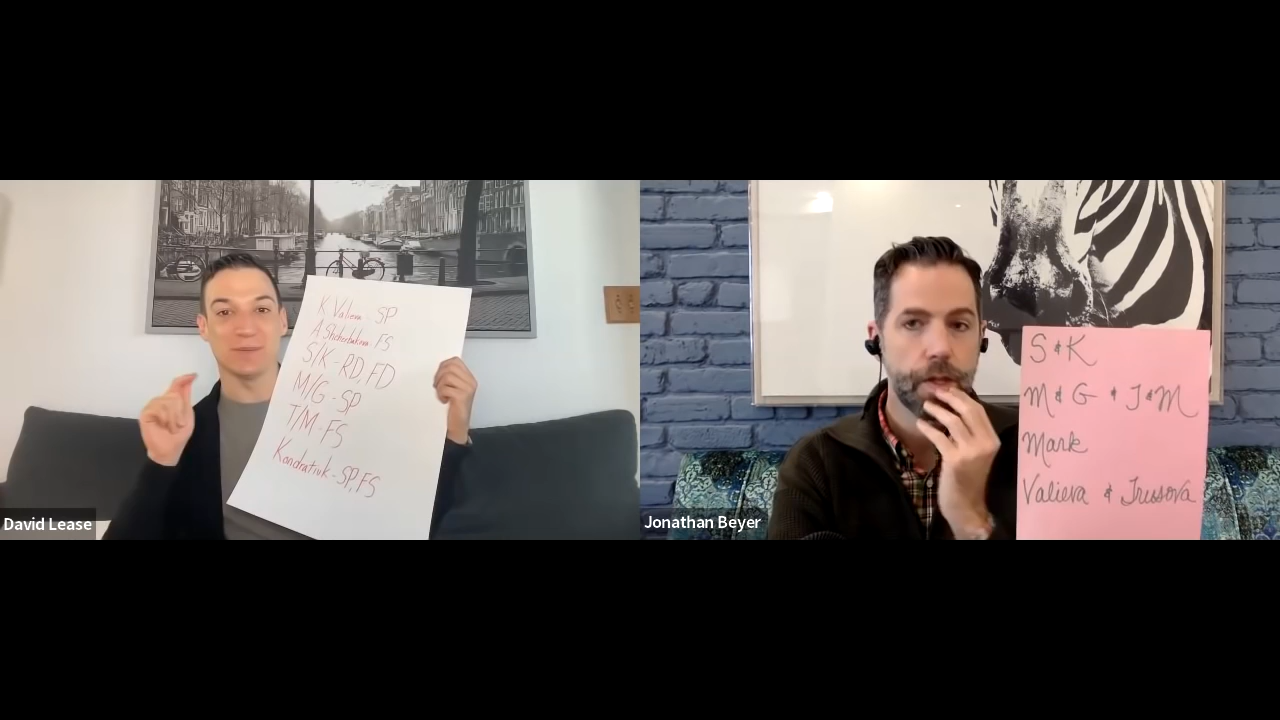 K Valieva - SP
A Shcherbakova FS
S/K - RD, FD
M/G - SP
T/M - FS
Kondratiuk - SP, FS
David Lease
S & K
M & G & T & M
Mark
Valieva & Trusova
Jonathan Beyer